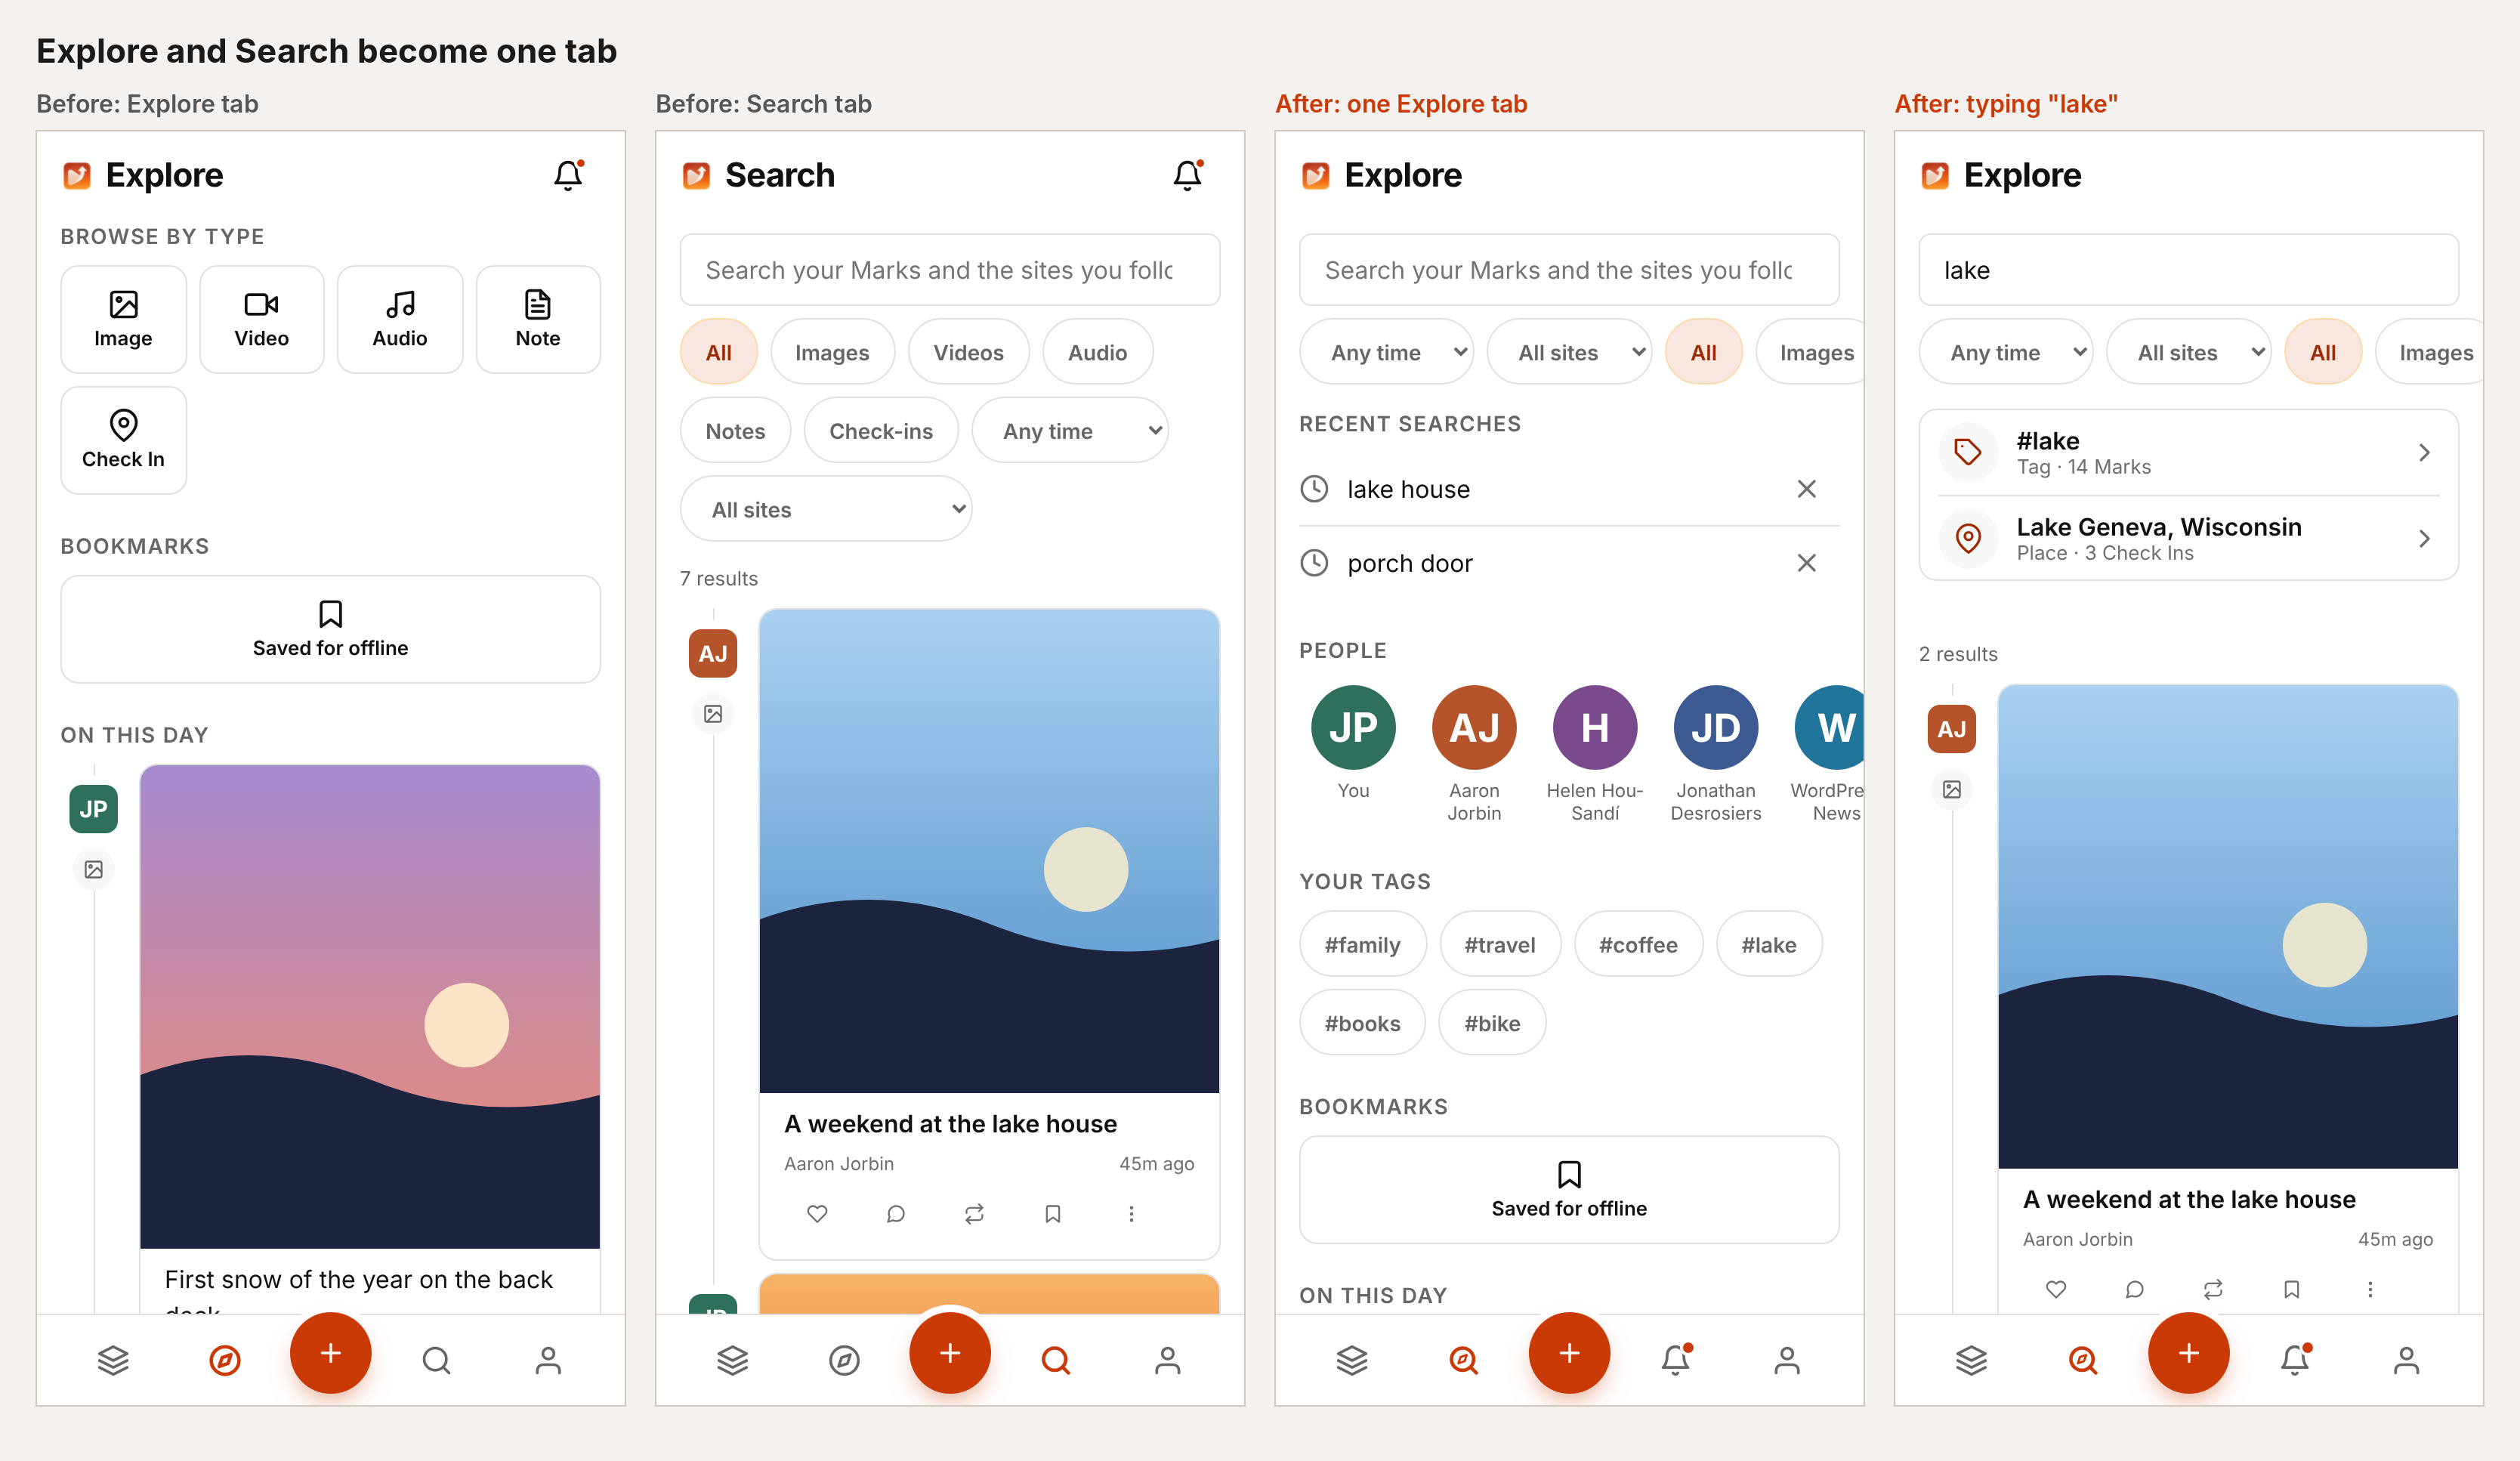 Explore and Search become one tab
Before: Explore tab
Explore
BROWSE BY TYPE
Image
Video
Audio
Note
Check In
BOOKMARKS
Saved for offline
ON THIS DAY
JP
First snow of the year on the back
Before: Search tab
Search
Search your Marks and the sites you follo
All
Images
Videos
Audio
Notes
Check-ins
Any time
All sites
7 results
AJ
A weekend at the lake house
Aaron Jorbin
45m ago
After: one Explore tab
Explore
Search your Marks and the sites you follo
Any time
All sites
All
Images
RECENT SEARCHES
lake house
porch door
PEOPLE
JP
AJ
H
JD
W
You
Aaron
Jorbin
Helen Hou-
Sandí
Jonathan
Desrosiers
WordPre
News
YOUR TAGS
#family
#travel
#coffee
#lake
#books
#bike
BOOKMARKS
Saved for offline
ON THIS DAY
After: typing "lake"
Explore
lake
Any time
All sites
All
Images
#lake
Tag · 14 Marks
Lake Geneva, Wisconsin
Place · 3 Check Ins
2 results
AJ
A weekend at the lake house
Aaron Jorbin
45m ago